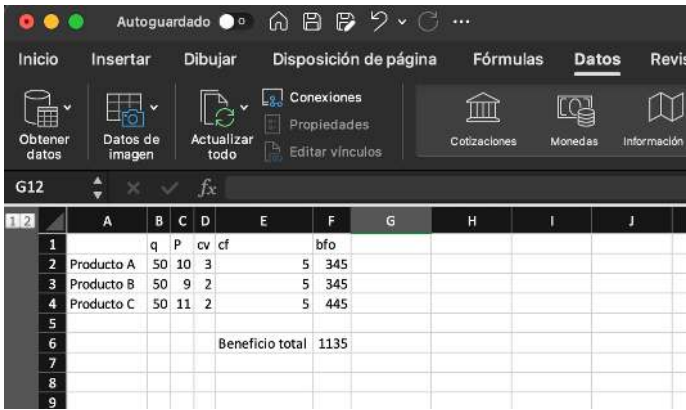 Autoguardado
Inicio Insertar Dibujar Disposición de página Fórmulas Datos Revis
Obtener datos
Datos de imagen
Actualizar todo
Conexiones
Propiedades
Editar vínculos
Cotizaciones Monedas Información
G12 fx
1 2 A B C D E F G H I J
1 q P cv cf bfo
2 Producto A 50 10 3 5 345
3 Producto B 50 9 2 5 345
4 Producto C 50 11 2 5 445
5
6 Beneficio total 1135
7
8
9